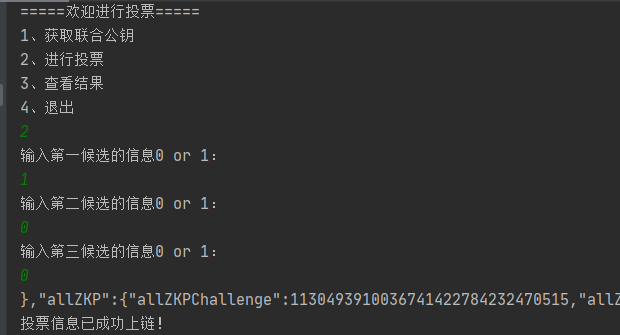 =====欢迎进行投票=====
1、获取联合公钥
2、进行投票
3、查看结果
4、退出
2
输入第一候选的信息0 or 1：
1
输入第二候选的信息0 or 1：
0
输入第三候选的信息0 or 1：
0
},"allZKP":{"allZKPChallenge":113049391003674142278423247​0515,"allZ
投票信息已成功上链!